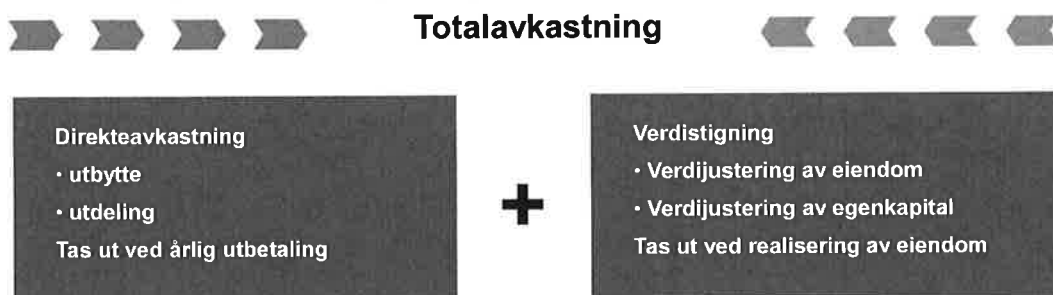 Totalavkastning
Direkteavkastning
• utbytte
• utdeling
Tas ut ved årlig utbetaling
+
Verdistigning
• Verdijustering av eiendom
• Verdijustering av egenkapital
Tas ut ved realisering av eiendom